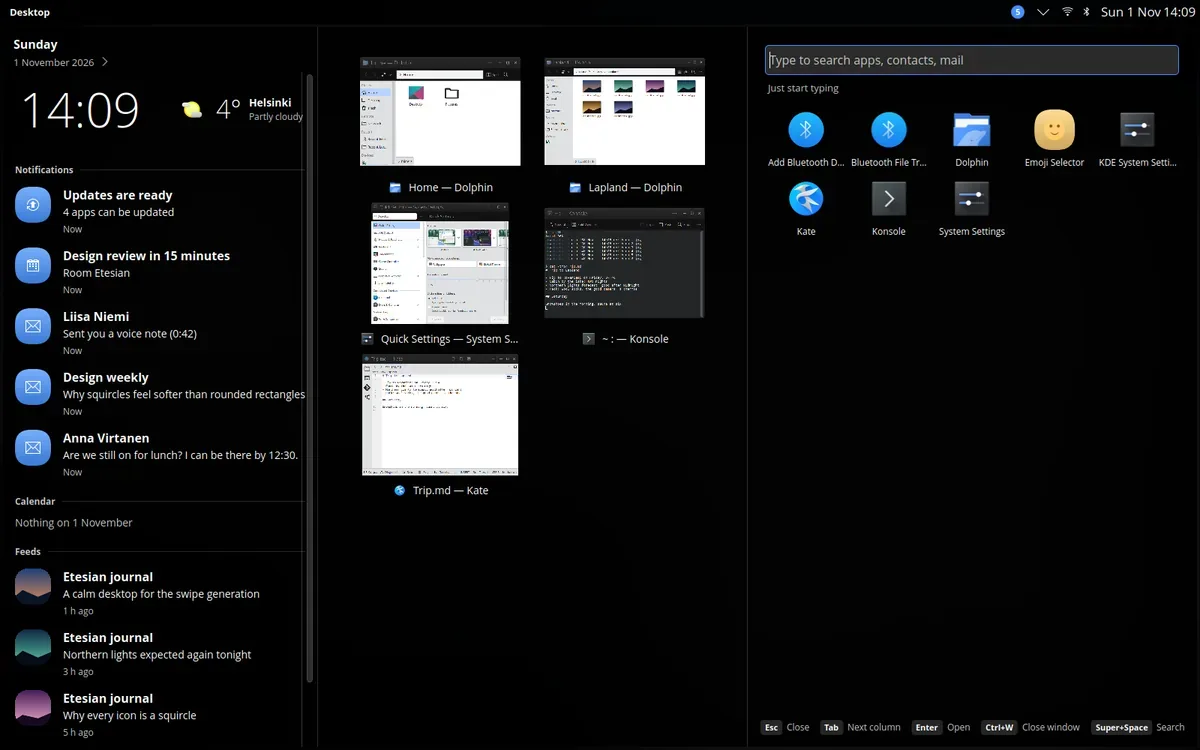 Desktop
5
Sun 1 Nov 14:09
Sunday
1 November 2026
14:09
4°
Helsinki
Partly cloudy
Notifications
Updates are ready
4 apps can be updated
Now
Design review in 15 minutes
Room Etesian
Now
Liisa Niemi
Sent you a voice note (0:42)
Now
Design weekly
Why squircles feel softer than rounded rectangles
Now
Anna Virtanen
Are we still on for lunch? I can be there by 12:30.
Now
Calendar
Nothing on 1 November
Feeds
Etesian journal
A calm desktop for the swipe generation
1 h ago
Etesian journal
Northern lights expected again tonight
3 h ago
Etesian journal
Why every icon is a squircle
5 h ago
Home — Dolphin
Lapland — Dolphin
Quick Settings — System S...
~ : — Konsole
Trip.md — Kate
Type to search apps, contacts, mail
Just start typing
Add Bluetooth D...
Bluetooth File Tr...
Dolphin
Emoji Selector
KDE System Setti...
Kate
Konsole
System Settings
Esc Close Tab Next column Enter Open Ctrl+W Close window Super+Space Search